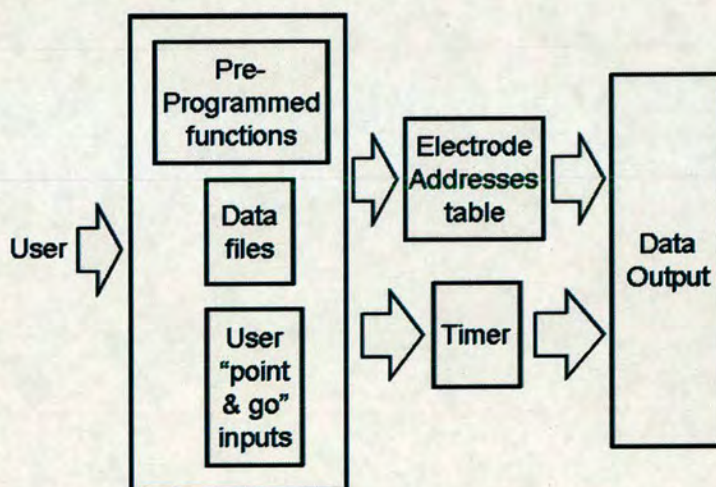 User
Pre-
Programmed
functions
Data
files
User
“point
& go”
inputs
Electrode
Addresses
table
Timer
Data
Output